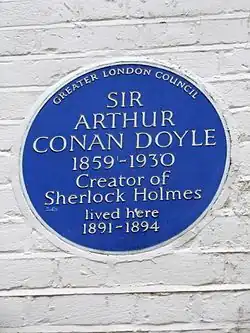 GREATER LONDON COUNCIL
SIR
ARTHUR
CONAN DOYLE
1859-1930
Creator of
Sherlock Holmes
lived here
1891-1894